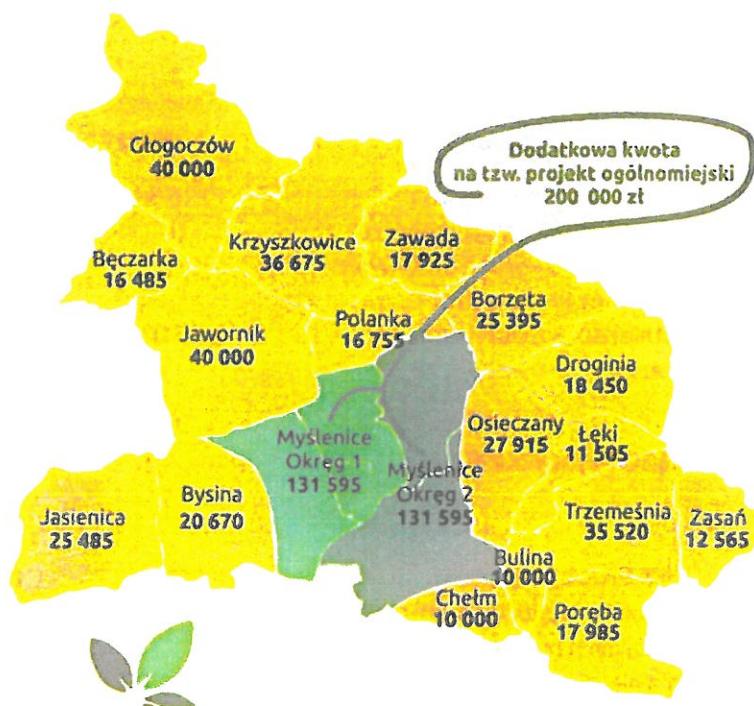 Głogoczów
40 000
Dodatkowa kwota
na tzw. projekt ogólnomiejski
200 000 zł
Krzyszkowice
36 675
Zawada
17 925
Bęczarka
16 485
Borzęta
25 395
Polanka
16 755
Jawornik
40 000
Droginia
18 450
Osieczany
27 915
Łęki
11 505
Myślenice
Okręg 1
131 595
Myślenice
Okręg 2
131 595
Jasienica
25 485
Bysina
20 670
Trzemeśnia
35 520
Zasań
12 565
Bulina
10 000
Chełm
10 000
Poręba
17 985